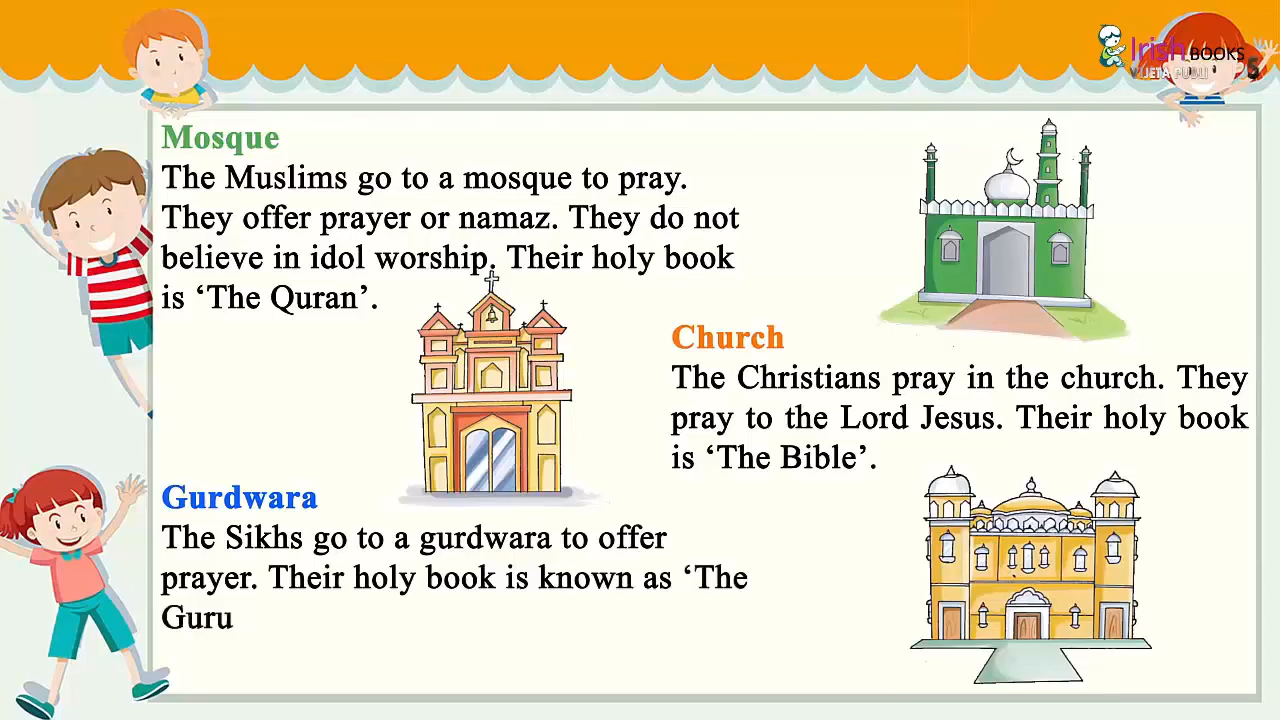 Irish BOOKS
Mosque
The Muslims go to a mosque to pray.
They offer prayer or namaz. They do not
believe in idol worship. Their holy book
is ‘The Quran’.
Church
The Christians pray in the church. They
pray to the Lord Jesus. Their holy book
is ‘The Bible’.
Gurdwara
The Sikhs go to a gurdwara to offer
prayer. Their holy book is known as ‘The
Guru